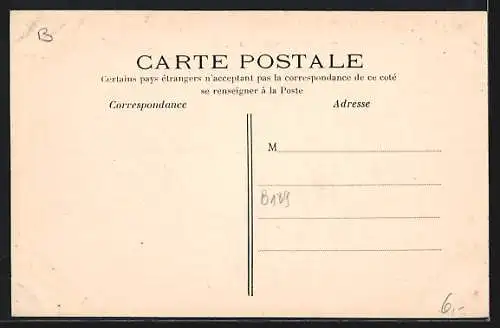 B
CARTE POSTALE
Certains pays étrangers n'acceptant pas la correspondance de ce coté
se renseigner à la Poste
Correspondance
Adresse
M
B189
6,-